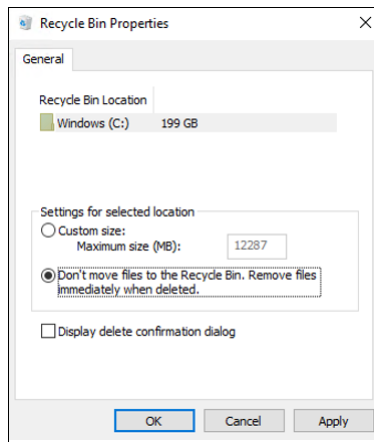 Recycle Bin Properties
General
Recycle Bin Location
Windows (C:) 199 GB
Settings for selected location
Custom size:
Maximum size (MB): 12287
Don't move files to the Recycle Bin. Remove files
immediately when deleted.
Display delete confirmation dialog
OK Cancel Apply